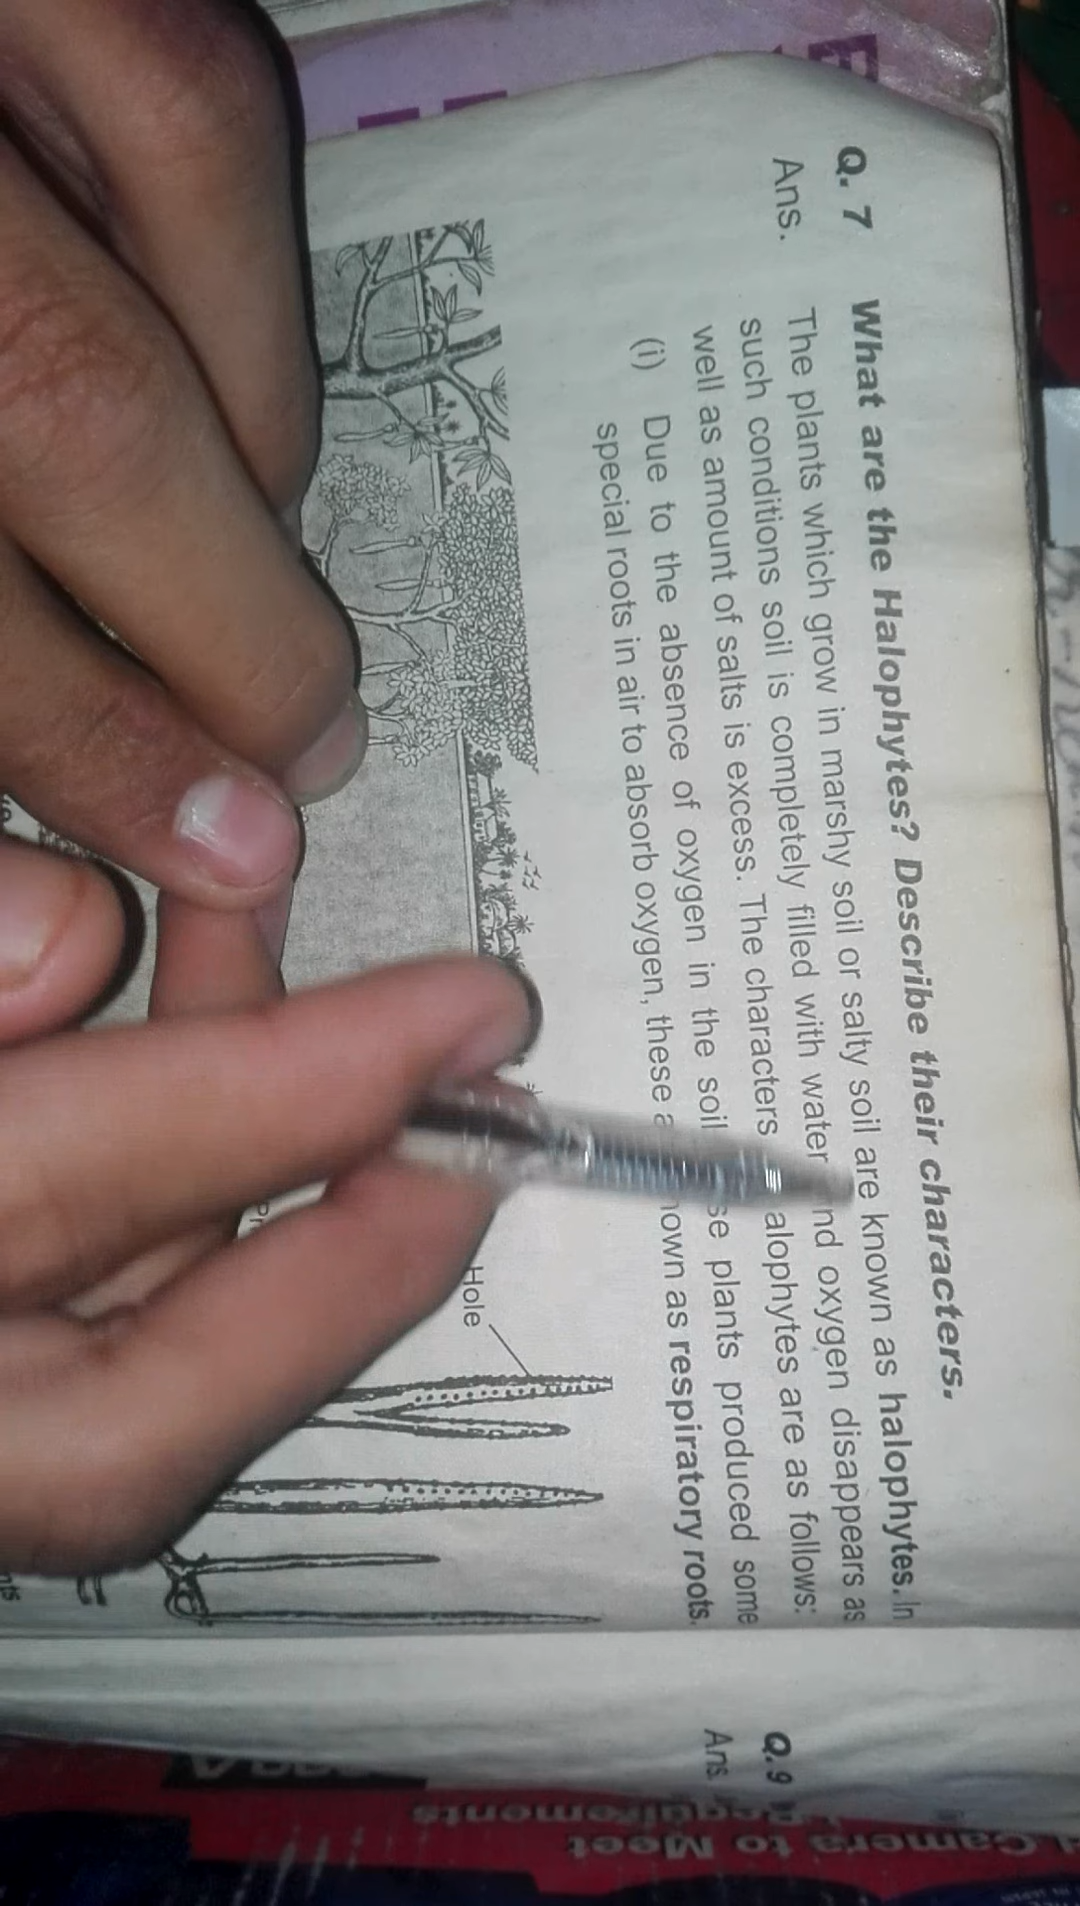 Q. 7 What are the Halophytes? Describe their characters.
Ans. The plants which grow in marshy soil or salty soil are known as halophytes. In
such conditions soil is completely filled with water nd oxygen disappears as
well as amount of salts is excess. The characters alophytes are as follows:
(i) Due to the absence of oxygen in the soil se plants produced some
special roots in air to absorb oxygen, these a nown as respiratory roots.
Hole
Pr
nts
Q.9
Ans.
Camera to Meet
Requirements